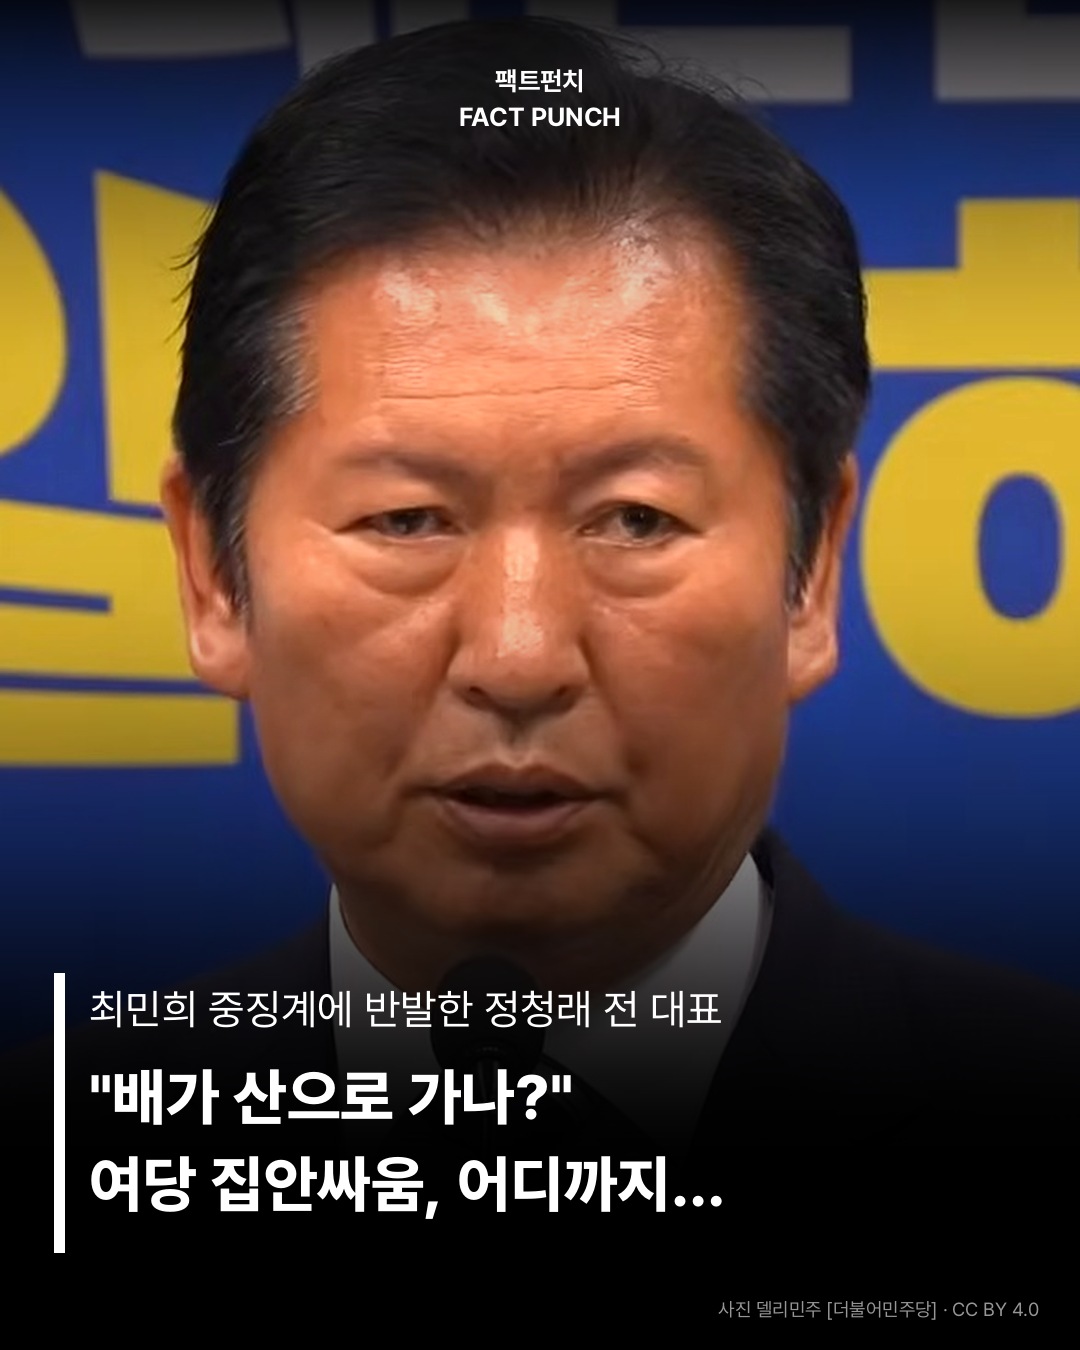 팩트펀치
FACT PUNCH
최민희 중징계에 반발한 정청래 전 대표
"배가 산으로 가나?"
여당 집안싸움, 어디까지...
사진 델리민주 [더불어민주당] · CC BY 4.0